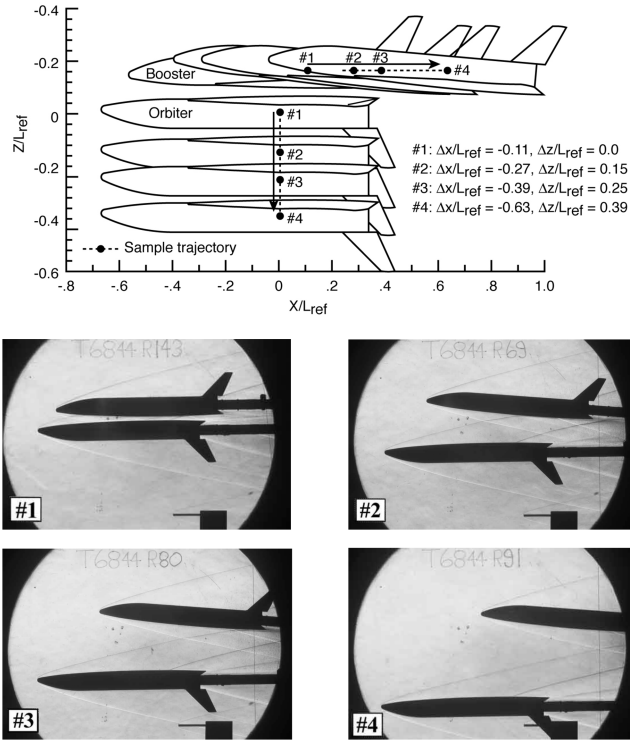 -0.4
-0.2
0
-0.2
-0.4
-0.6
Z/Lref
Booster
Orbiter
#1
#2
#3
#4
#1
#2
#3
#4
Sample trajectory
#1: Δx/Lref = -0.11, Δz/Lref = 0.0
#2: Δx/Lref = -0.27, Δz/Lref = 0.15
#3: Δx/Lref = -0.39, Δz/Lref = 0.25
#4: Δx/Lref = -0.63, Δz/Lref = 0.39
-.8 -.6 -.4 -.2 0 .2 .4 .6 .8 1.0
X/Lref
T6844 R143
#1
T6844 R69
#2
T6844 R80
#3
T6844 R91
#4